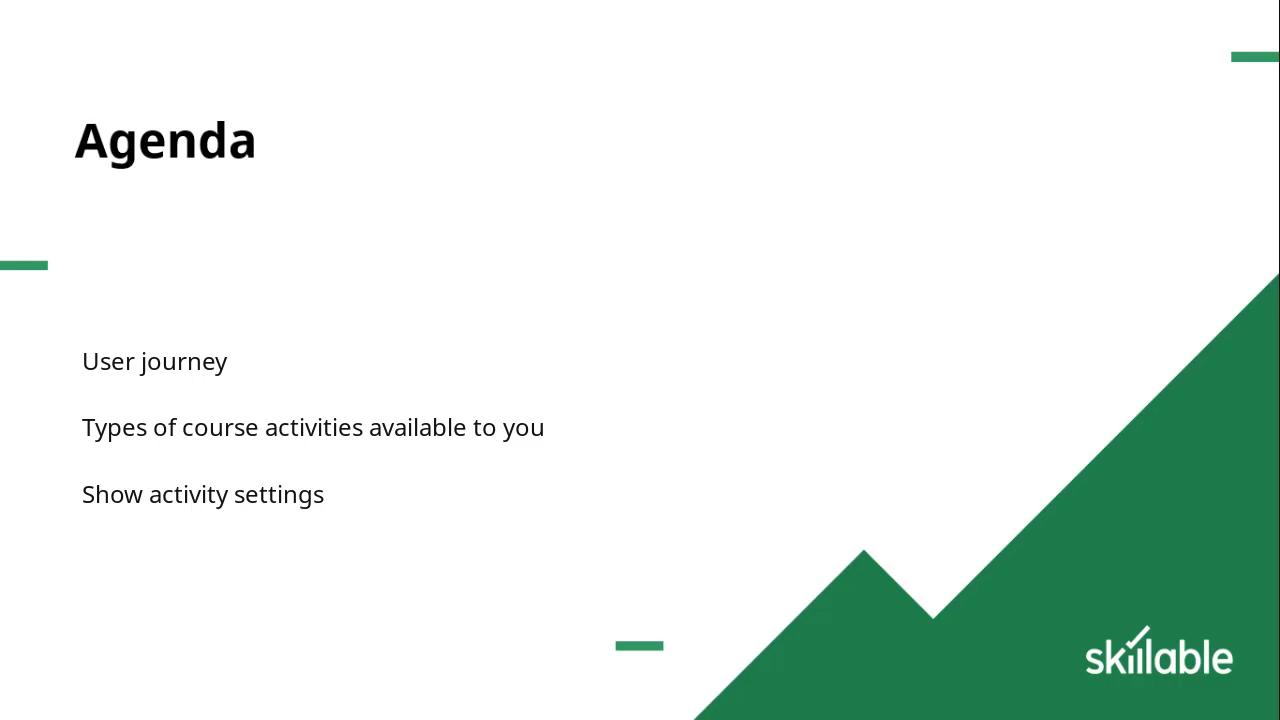 Agenda
User journey
Types of course activities available to you
Show activity settings
skillable